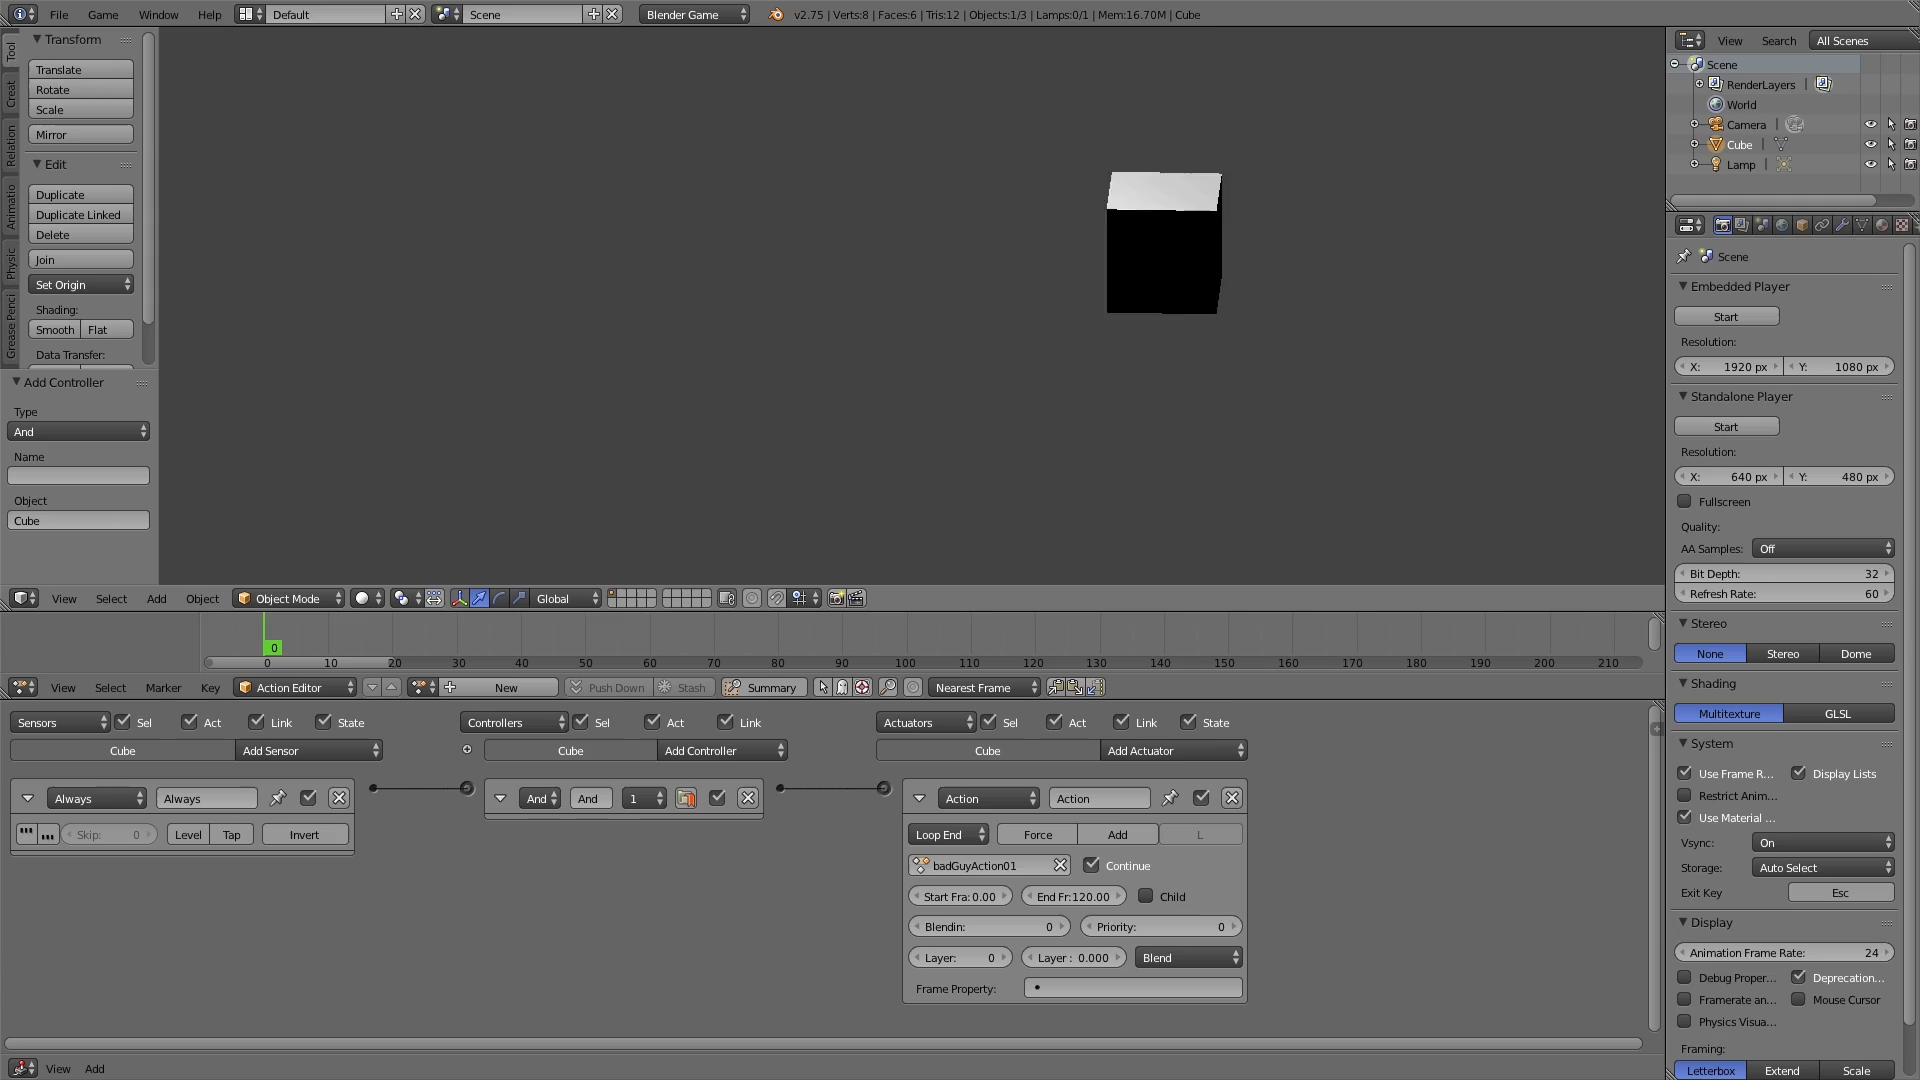 File Game Window Help Default Scene Blender Game v2.75 | Verts:8 | Faces:6 | Tris:12 | Objects:1/3 | Lamps:0/1 | Mem:16.70M | Cube
Tool
Creat
Relation
Animatio
Physic
Grease Penci
Transform
Translate
Rotate
Scale
Mirror
Edit
Duplicate
Duplicate Linked
Delete
Join
Set Origin
Shading:
Smooth Flat
Data Transfer:
Add Controller
Type
And
Name
Object
Cube
View Search All Scenes
Scene
RenderLayers |
World
Camera |
Cube |
Lamp |
Scene
Embedded Player
Start
Resolution:
X: 1920 px Y: 1080 px
Standalone Player
Start
Resolution:
X: 640 px Y: 480 px
Fullscreen
Quality:
AA Samples: Off
Bit Depth: 32
Refresh Rate: 60
Stereo
None Stereo Dome
Shading
Multitexture GLSL
System
Use Frame R... Display Lists
Restrict Anim...
Use Material ...
Vsync: On
Storage: Auto Select
Exit Key Esc
Display
Animation Frame Rate: 24
Debug Proper... Deprecation...
Framerate an... Mouse Cursor
Physics Visua...
Framing:
Letterbox Extend Scale
View Select Add Object Object Mode Global
0
0 10 20 30 40 50 60 70 80 90 100 110 120 130 140 150 160 170 180 190 200 210
View Select Marker Key Action Editor New Push Down Stash Summary Nearest Frame
Sensors Sel Act Link State Controllers Sel Act Link Actuators Sel Act Link State
Cube Add Sensor Cube Add Controller Cube Add Actuator
Always Always And And 1 Action Action
Skip: 0 Level Tap Invert Loop End Force Add L
badGuyAction01 Continue
Start Fra: 0.00 End Fr: 120.00 Child
Blendin: 0 Priority: 0
Layer: 0 Layer : 0.000 Blend
Frame Property:
View Add